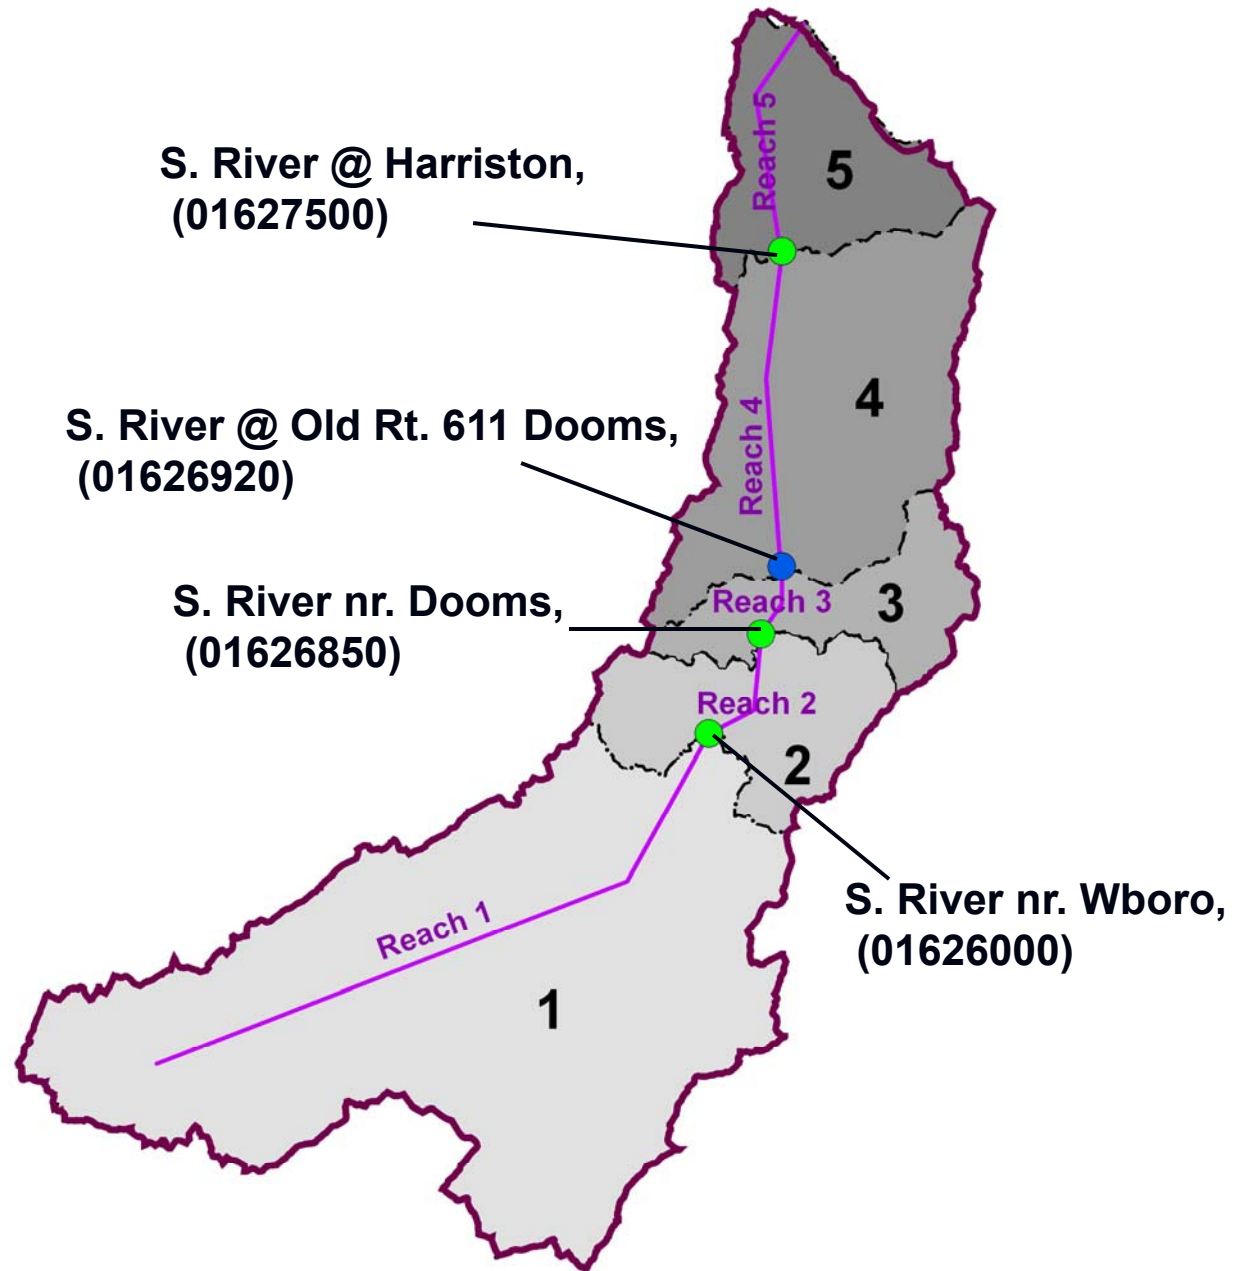 Reach 5
5
S. River @ Harriston,
(01627500)
4
Reach 4
S. River @ Old Rt. 611 Dooms,
(01626920)
S. River nr. Dooms,
(01626850)
Reach 3
3
Reach 2
2
S. River nr. Wboro,
(01626000)
Reach 1
1